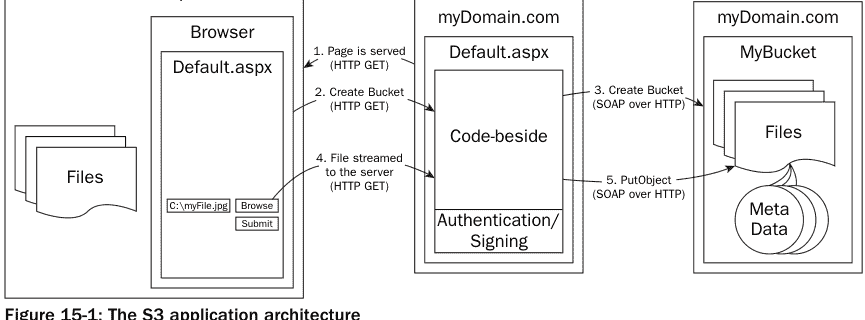 Browser
Default.aspx
Files
C:\myFile.jpg
Browse
Submit
1. Page is served
(HTTP GET)
2. Create Bucket
(HTTP GET)
4. File streamed
to the server
(HTTP GET)
myDomain.com
Default.aspx
Code-beside
Authentication/
Signing
3. Create Bucket
(SOAP over HTTP)
5. PutObject
(SOAP over HTTP)
myDomain.com
MyBucket
Files
Meta
Data
Figure 15-1: The S3 application architecture